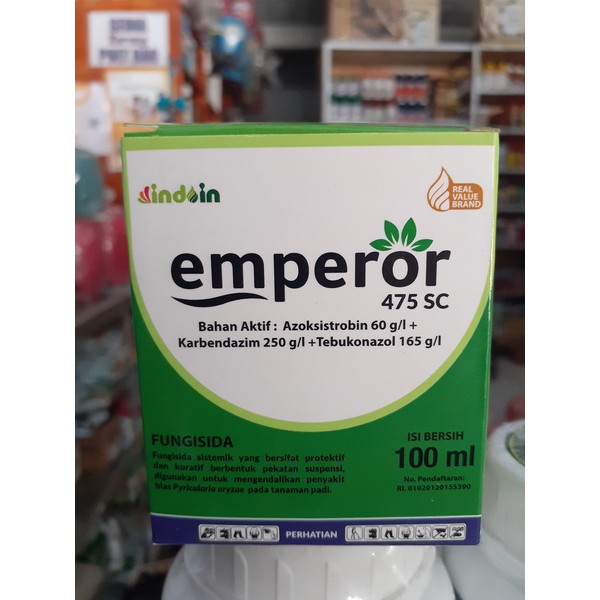 indoin
REAL
VALUE
BRAND
emperor
475 SC
Bahan Aktif : Azoksistrobin 60 g/l +
Karbendazim 250 g/l +Tebukonazol 165 g/l
FUNGISIDA
Fungisida sistemik yang bersifat protektif
dan kuratif berbentuk pekatan suspensi,
digunakan untuk mengendalikan penyakit
blas Pyricularia oryzae pada tanaman padi.
ISI BERSIH
100 ml
No. Pendaftaran:
RI. 01020120155390
PERHATIAN